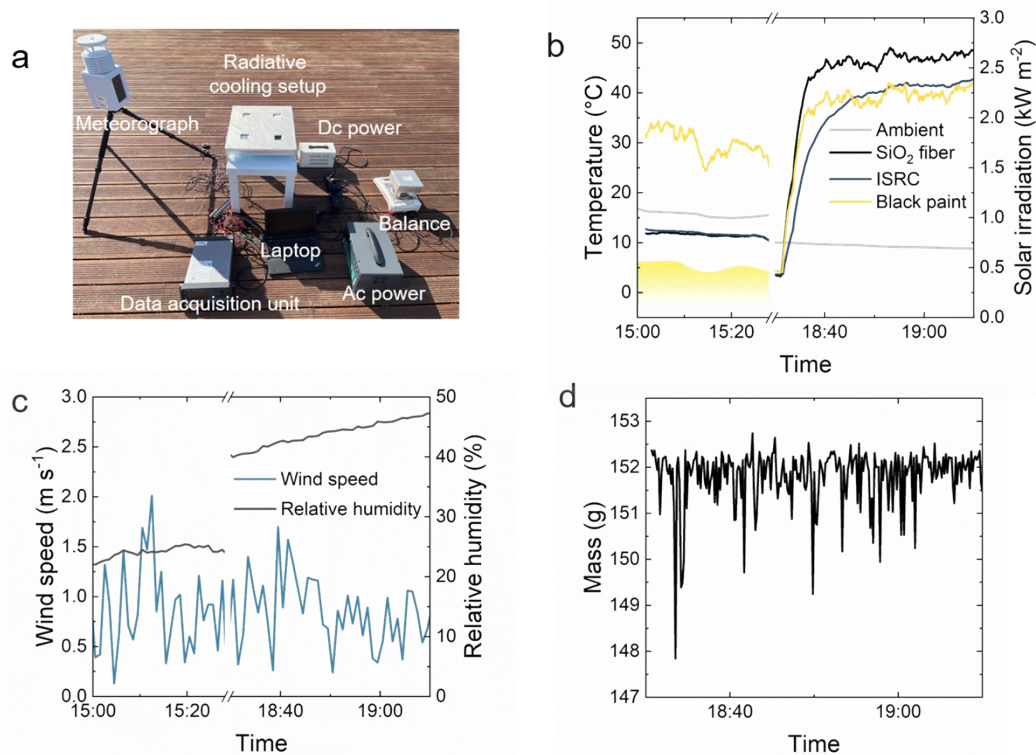 a
Radiative
cooling setup
Meteorograph
Dc power
Balance
Laptop
Data acquisition unit
Ac power
b
Temperature (°C)
50
40
30
20
10
0
Solar irradiation (kW m⁻²)
3.0
2.5
2.0
1.5
1.0
0.5
0.0
Ambient
SiO₂ fiber
ISRC
Black paint
15:00 15:20 18:40 19:00
Time
c
Wind speed (m s⁻¹)
3.0
2.5
2.0
1.5
1.0
0.5
0.0
Relative humidity (%)
50
40
30
20
10
0
Wind speed
Relative humidity
15:00 15:20 18:40 19:00
Time
d
Mass (g)
153
152
151
150
149
148
147
18:40 19:00
Time